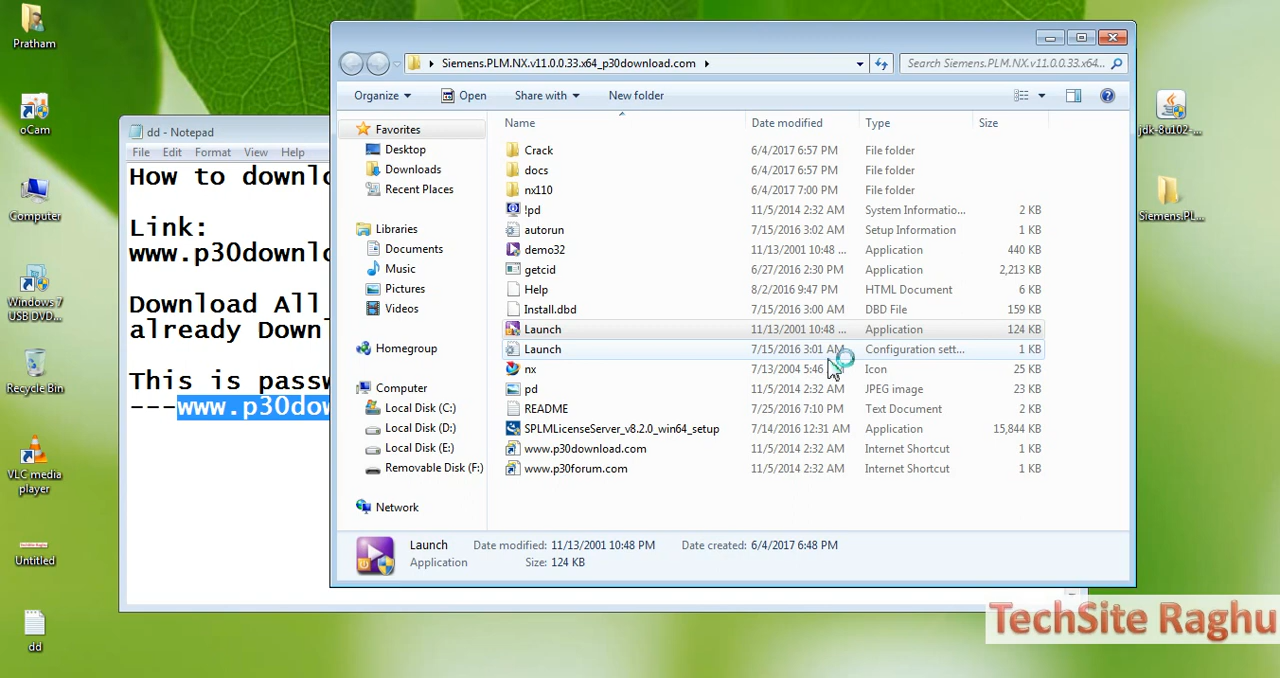 Pratham
oCam
Computer
Windows 7
USB DVD...
Recycle Bin
VLC media
player
Untitled
dd
dd - Notepad
File Edit Format View Help
How to downlo
Link:
www.p30downlo
Download All
already Downl
This is passw
---www.p30dow
Siemens.PLM.NX.v11.0.0.33.x64_p30download.com
Search Siemens.PLM.NX.v11.0.0.33.x64...
Organize Open Share with New folder
Favorites
Desktop
Downloads
Recent Places
Libraries
Documents
Music
Pictures
Videos
Homegroup
Computer
Local Disk (C:)
Local Disk (D:)
Local Disk (E:)
Removable Disk (F:)
Network
Name Date modified Type Size
Crack 6/4/2017 6:57 PM File folder
docs 6/4/2017 6:57 PM File folder
nx110 6/4/2017 7:00 PM File folder
!pd 11/5/2014 2:32 AM System Informatio... 2 KB
autorun 7/15/2016 3:02 AM Setup Information 1 KB
demo32 11/13/2001 10:48 ... Application 440 KB
getcid 6/27/2016 2:30 PM Application 2,213 KB
Help 8/2/2016 9:47 PM HTML Document 6 KB
Install.dbd 7/15/2016 3:00 AM DBD File 159 KB
Launch 11/13/2001 10:48 ... Application 124 KB
Launch 7/15/2016 3:01 AM Configuration sett... 1 KB
nx 7/13/2004 5:46 Icon 25 KB
pd 11/5/2014 2:32 AM JPEG image 23 KB
README 7/25/2016 7:10 PM Text Document 2 KB
SPLMLicenseServer_v8.2.0_win64_setup 7/14/2016 12:31 AM Application 15,844 KB
www.p30download.com 11/5/2014 2:32 AM Internet Shortcut 1 KB
www.p30forum.com 11/5/2014 2:32 AM Internet Shortcut 1 KB
Launch Date modified: 11/13/2001 10:48 PM Date created: 6/4/2017 6:48 PM
Application Size: 124 KB
jdk-8u102-...
Siemens.PL...
TechSite Raghu